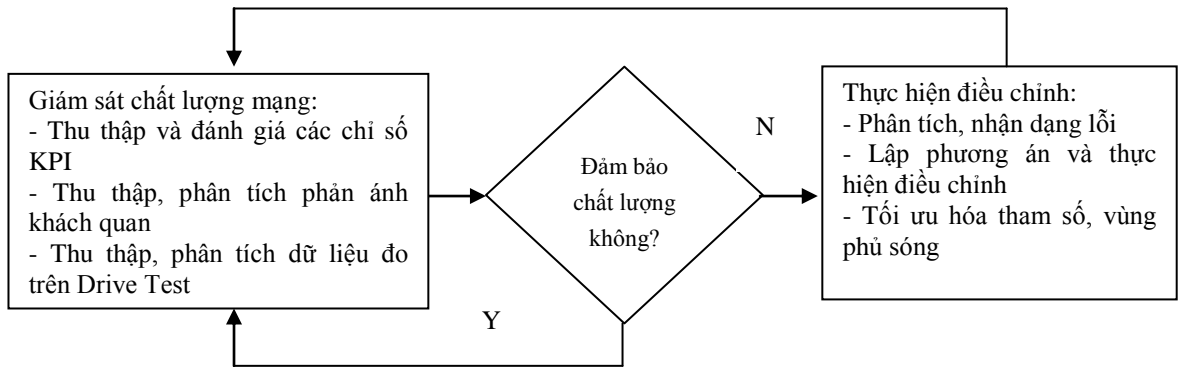 Giám sát chất lượng mạng:
- Thu thập và đánh giá các chỉ số
KPI
- Thu thập, phân tích phản ánh
khách quan
- Thu thập, phân tích dữ liệu đo
trên Drive Test
Đảm bảo
chất lượng
không?
N
Y
Thực hiện điều chỉnh:
- Phân tích, nhận dạng lỗi
- Lập phương án và thực
hiện điều chỉnh
- Tối ưu hóa tham số, vùng
phủ sóng